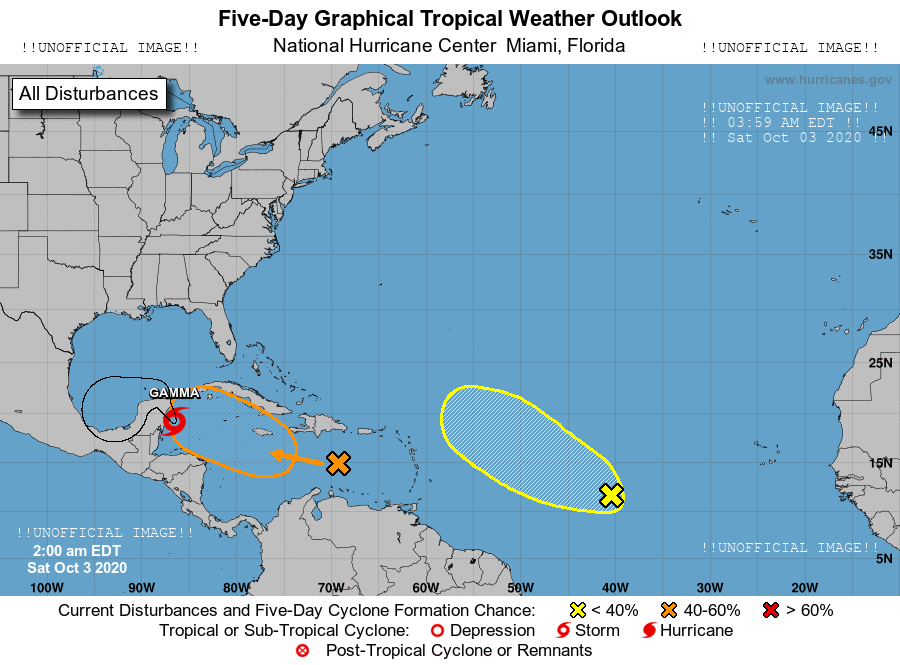 Five-Day Graphical Tropical Weather Outlook
!!UNOFFICIAL IMAGE!!
National Hurricane Center Miami, Florida
!!UNOFFICIAL IMAGE!!
www.hurricanes.gov
All Disturbances
!!UNOFFICIAL IMAGE!!
!! 03:59 AM EDT !!
!! Sat Oct 03 2020 !!
45N
35N
25N
GAMMA
15N
!!UNOFFICIAL IMAGE!!
2:00 am EDT
Sat Oct 3 2020
!!UNOFFICIAL IMAGE!!
5N
100W 90W 80W 70W 60W 50W 40W 30W 20W
Current Disturbances and Five-Day Cyclone Formation Chance: < 40% 40-60% > 60%
Tropical or Sub-Tropical Cyclone: Depression Storm Hurricane
Post-Tropical Cyclone or Remnants